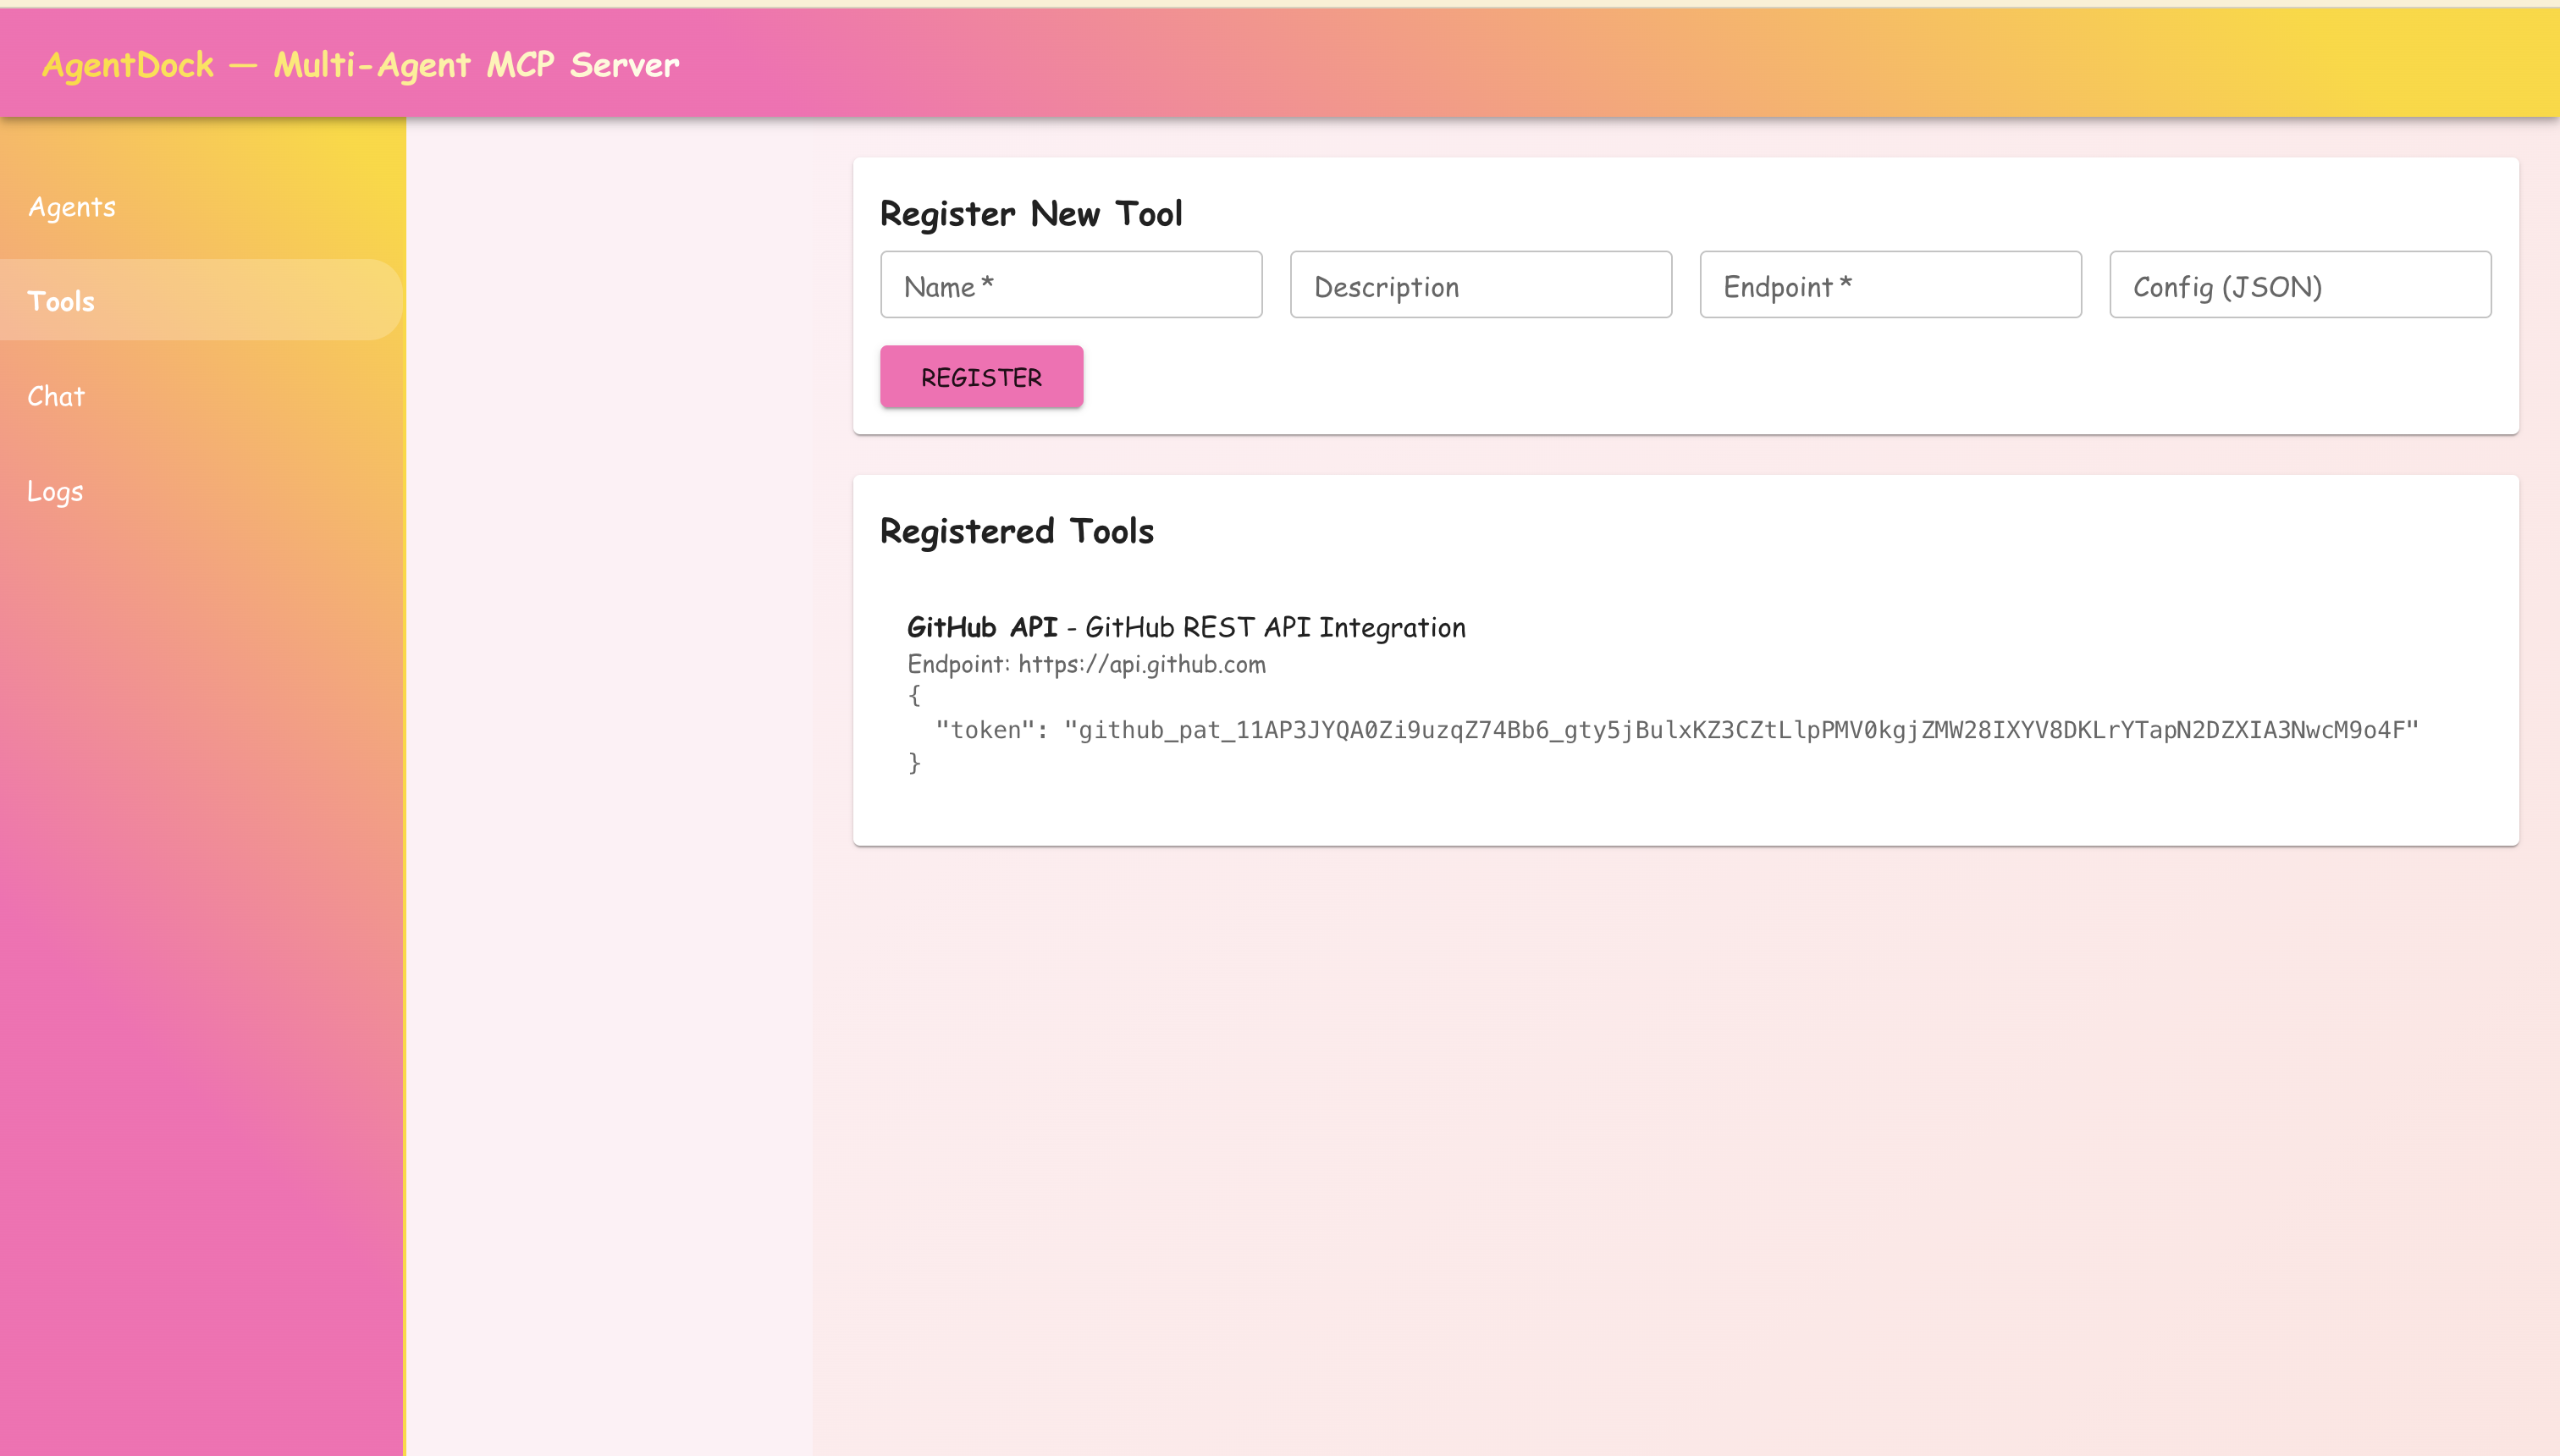 AgentDock — Multi-Agent MCP Server
Agents
Tools
Chat
Logs
Register New Tool
Name *
Description
Endpoint *
Config (JSON)
REGISTER
Registered Tools
GitHub API - GitHub REST API Integration
Endpoint: https://api.github.com
{
"token": "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"
}